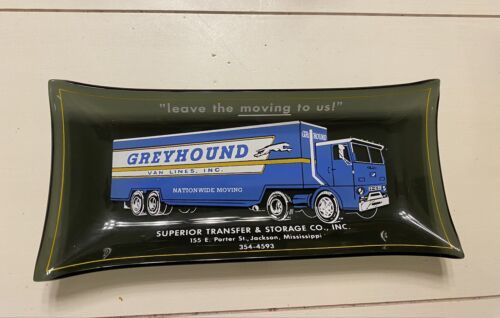 "leave the moving to us!"
GREYHOUND
GREYHOUND
VAN LINES, INC.
NATIONWIDE MOVING
SUPERIOR TRANSFER & STORAGE CO., INC.
155 E. Porter St., Jackson, Mississippi
354-4593